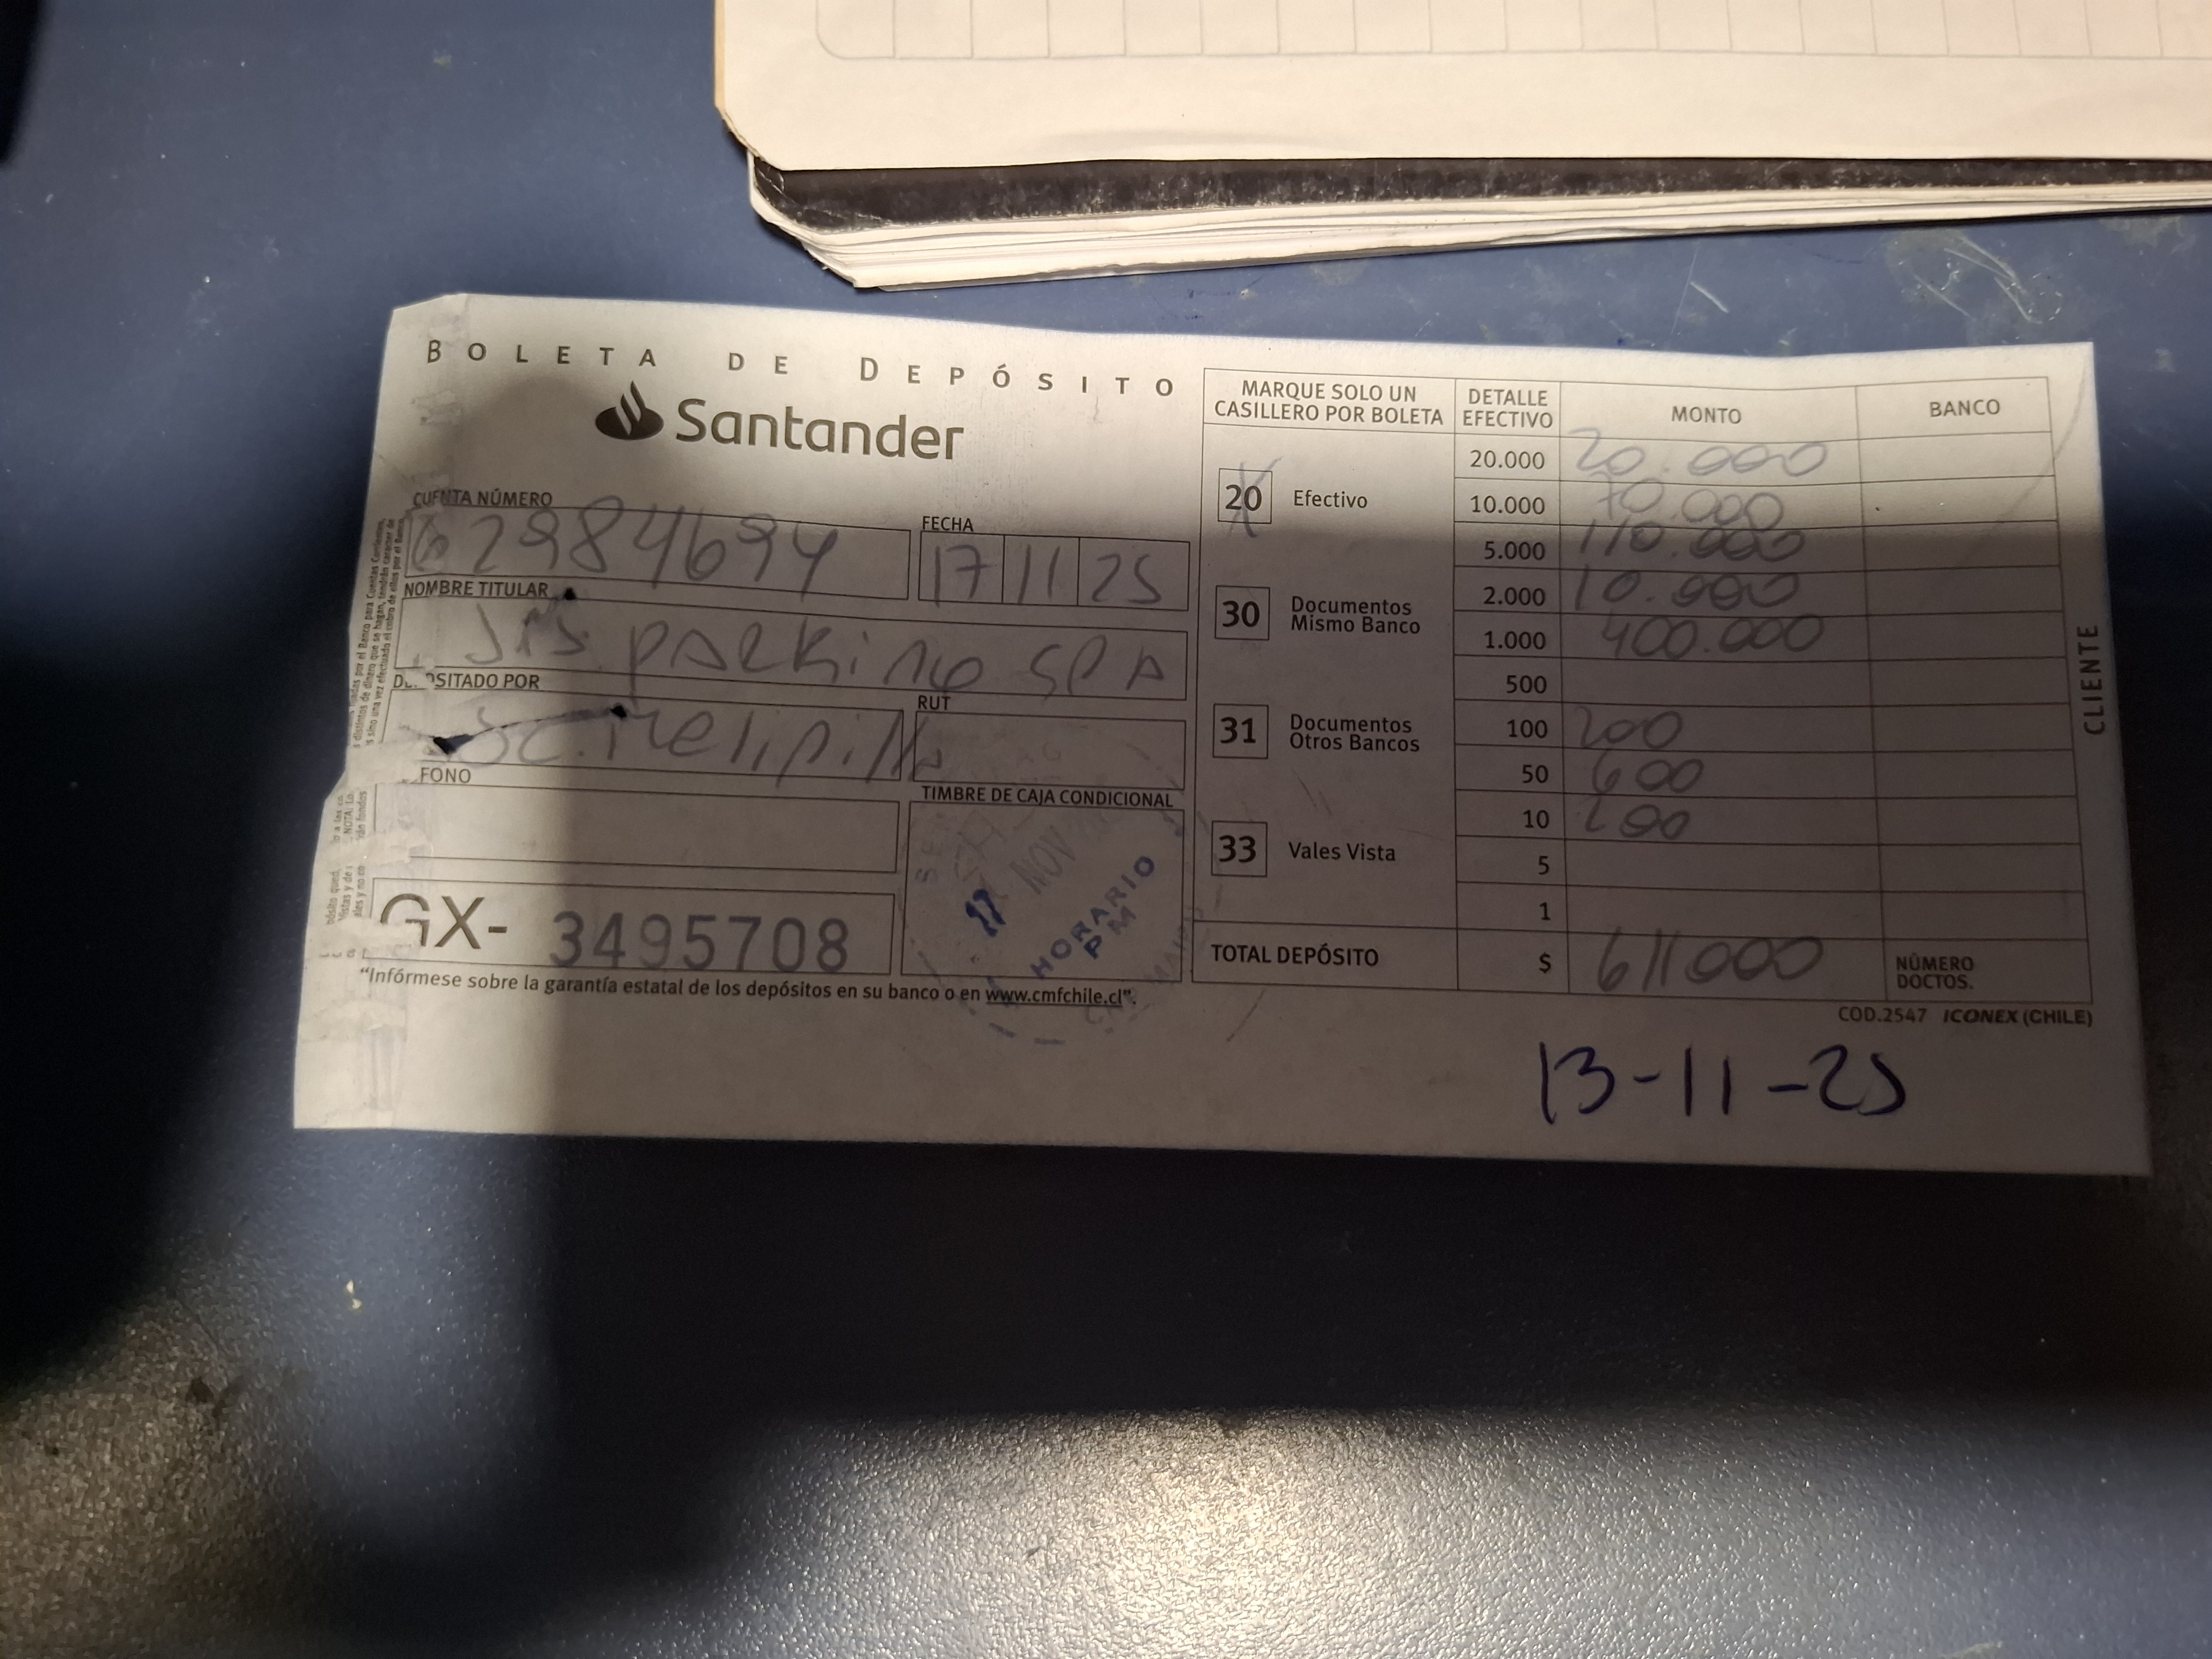 BOLETA DE DEPÓSITO
Santander
CUENTA NÚMERO
62984694
FECHA
17 11 25
NOMBRE TITULAR
JYS PARKING SPA
DEPOSITADO POR
RUT
FONO
TIMBRE DE CAJA CONDICIONAL
17 NOV
HORARIO
PM
GX- 3495708
"Infórmese sobre la garantía estatal de los depósitos en su banco o en www.cmfchile.cl".
MARQUE SOLO UN
CASILLERO POR BOLETA
20 Efectivo
30 Documentos
Mismo Banco
31 Documentos
Otros Bancos
33 Vales Vista
DETALLE
EFECTIVO MONTO BANCO
20.000 20.000
10.000 70.000
5.000 110.000
2.000 10.000
1.000 400.000
500
100 200
50 600
10 200
5
1
TOTAL DEPÓSITO $ 611000 NÚMERO
DOCTOS.
CLIENTE
COD.2547 ICONEX (CHILE)
13-11-25